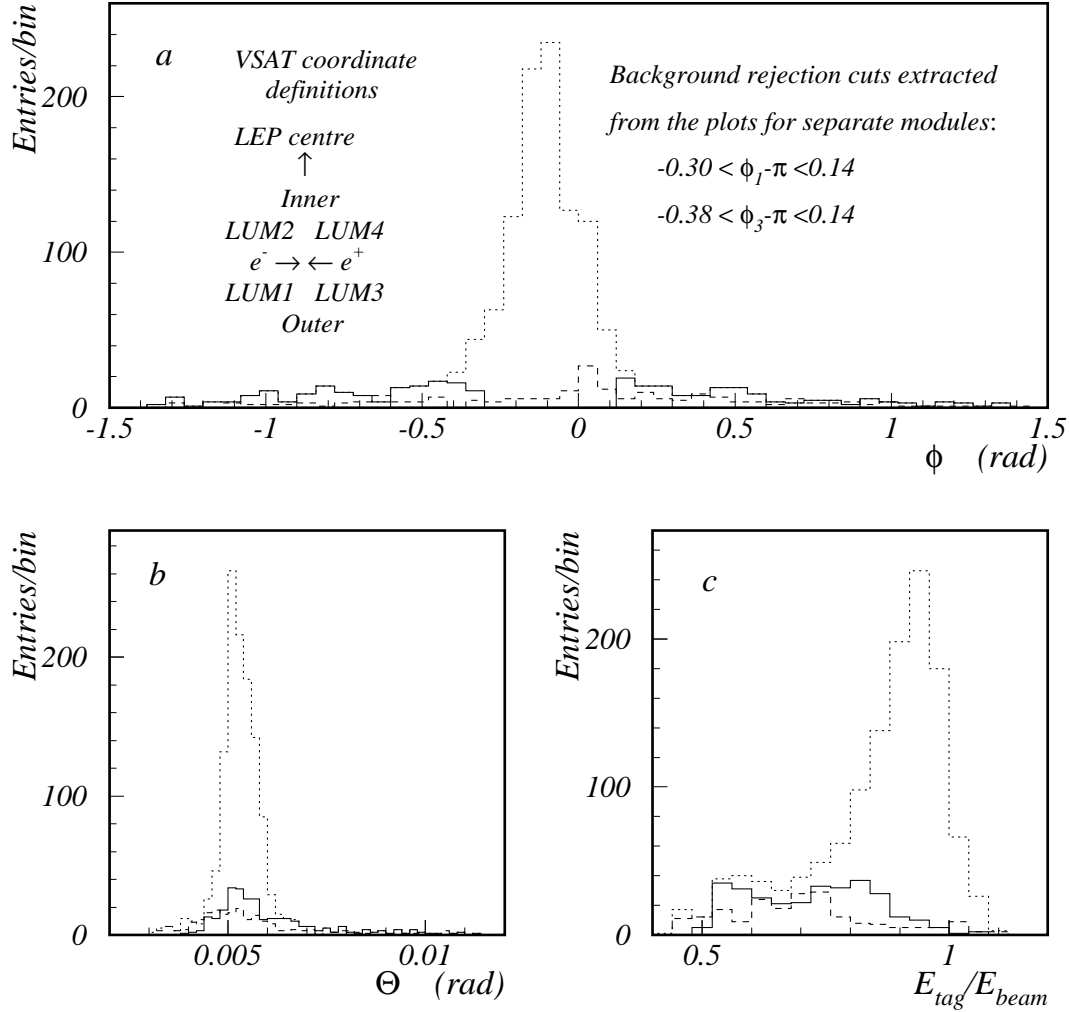 Entries/bin
200
100
0
a
VSAT coordinate
definitions
LEP centre
↑
Inner
LUM2 LUM4
e⁻ →← e⁺
LUM1 LUM3
Outer
Background rejection cuts extracted
from the plots for separate modules:
-0.30 < ϕ₁-π <0.14
-0.38 < ϕ₃-π <0.14
-1.5 -1 -0.5 0 0.5 1 1.5
ϕ (rad)
Entries/bin
200
100
0
b
0.005 0.01
Θ (rad)
Entries/bin
200
100
0
c
0.5 1
E_tag/E_beam